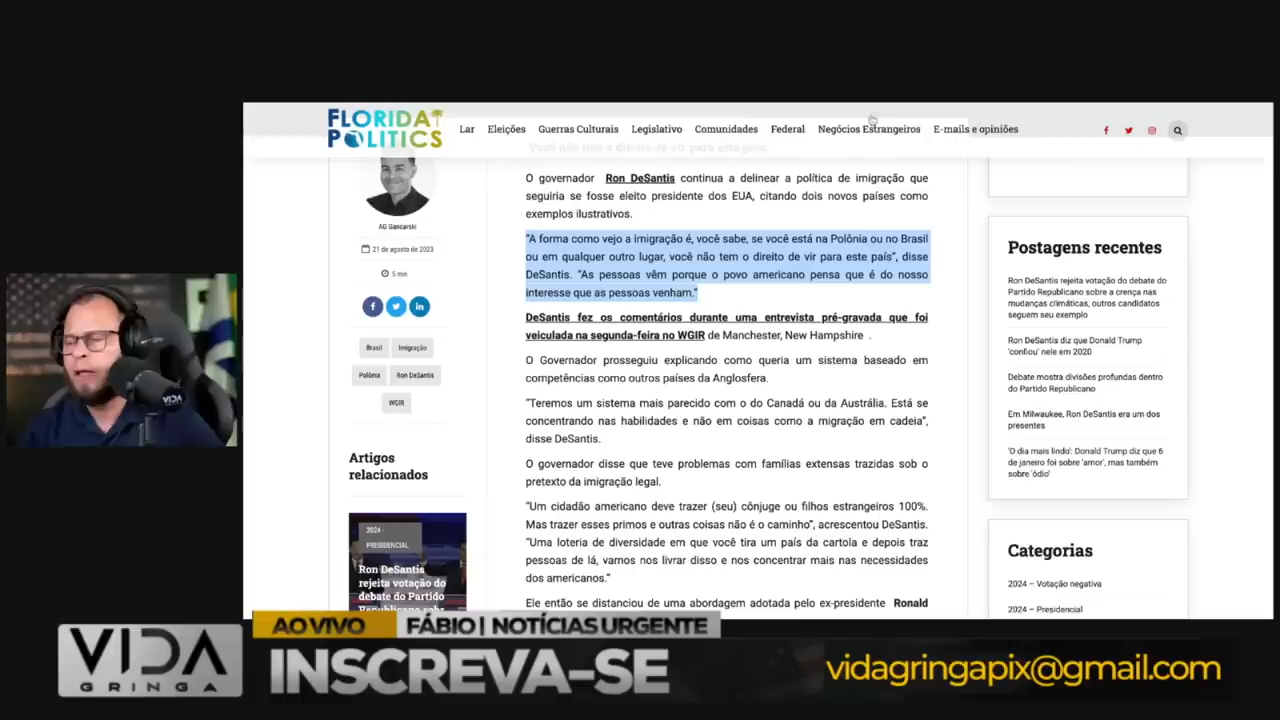 FLORIDA
POLITICS
Lar Eleições Guerras Culturais Legislativo Comunidades Federal Negócios Estrangeiros E-mails e opiniões
Você não tem o direito de vir para este país.
AG Gancarski
21 de agosto de 2023
5 min
Brasil Imigração
Polônia Ron DeSantis
WGIR
Artigos
relacionados
2024 -
PRESIDENCIAL
Ron DeSantis
rejeita votação do
debate do Partido
Republicano sobre
O governador Ron DeSantis continua a delinear a política de imigração que
seguiria se fosse eleito presidente dos EUA, citando dois novos países como
exemplos ilustrativos.
“A forma como vejo a imigração é, você sabe, se você está na Polônia ou no Brasil
ou em qualquer outro lugar, você não tem o direito de vir para este país”, disse
DeSantis. “As pessoas vêm porque o povo americano pensa que é do nosso
interesse que as pessoas venham.”
DeSantis fez os comentários durante uma entrevista pré-gravada que foi
veiculada na segunda-feira no WGIR de Manchester, New Hampshire .
O Governador prosseguiu explicando como queria um sistema baseado em
competências como outros países da Anglosfera.
“Teremos um sistema mais parecido com o do Canadá ou da Austrália. Está se
concentrando nas habilidades e não em coisas como a migração em cadeia”,
disse DeSantis.
O governador disse que teve problemas com famílias extensas trazidas sob o
pretexto da imigração legal.
“Um cidadão americano deve trazer (seu) cônjuge ou filhos estrangeiros 100%.
Mas trazer esses primos e outras coisas não é o caminho”, acrescentou DeSantis.
“Uma loteria de diversidade em que você tira um país da cartola e depois traz
pessoas de lá, vamos nos livrar disso e nos concentrar mais nas necessidades
dos americanos.”
Ele então se distanciou de uma abordagem adotada pelo ex-presidente Ronald
Postagens recentes
Ron DeSantis rejeita votação do debate do
Partido Republicano sobre a crença nas
mudanças climáticas, outros candidatos
seguem seu exemplo
Ron DeSantis diz que Donald Trump
'confiou' nele em 2020
Debate mostra divisões profundas dentro
do Partido Republicano
Em Milwaukee, Ron DeSantis era um dos
presentes
'O dia mais lindo': Donald Trump diz que 6
de janeiro foi sobre 'amor', mas também
sobre 'ódio'
Categorias
2024 – Votação negativa
2024 – Presidencial
VIDA
AO VIVO FÁBIO | NOTÍCIAS URGENTE
VIDA
GRINGA
INSCREVA-SE
vidagringapix@gmail.com